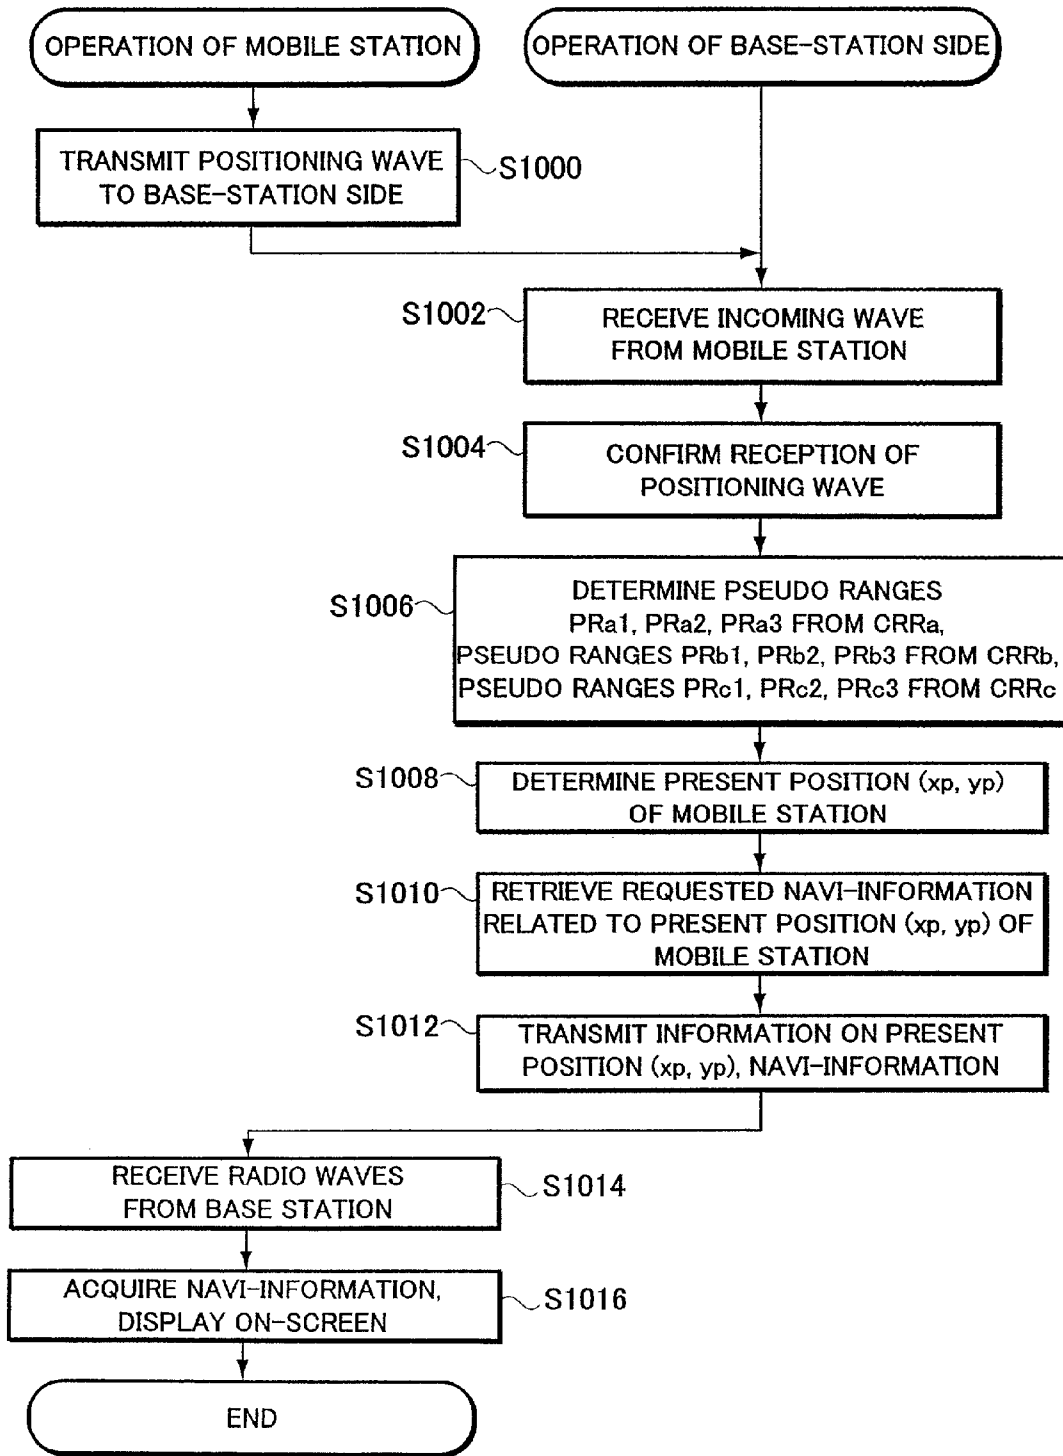 OPERATION OF MOBILE STATION
OPERATION OF BASE-STATION SIDE
TRANSMIT POSITIONING WAVE
TO BASE-STATION SIDE
S1000
S1002
RECEIVE INCOMING WAVE
FROM MOBILE STATION
S1004
CONFIRM RECEPTION OF
POSITIONING WAVE
S1006
DETERMINE PSEUDO RANGES
PRa1, PRa2, PRa3 FROM CRRa,
PSEUDO RANGES PRb1, PRb2, PRb3 FROM CRRb,
PSEUDO RANGES PRc1, PRc2, PRc3 FROM CRRc
S1008
DETERMINE PRESENT POSITION (xp, yp)
OF MOBILE STATION
S1010
RETRIEVE REQUESTED NAVI-INFORMATION
RELATED TO PRESENT POSITION (xp, yp) OF
MOBILE STATION
S1012
TRANSMIT INFORMATION ON PRESENT
POSITION (xp, yp), NAVI-INFORMATION
RECEIVE RADIO WAVES
FROM BASE STATION
S1014
ACQUIRE NAVI-INFORMATION,
DISPLAY ON-SCREEN
S1016
END